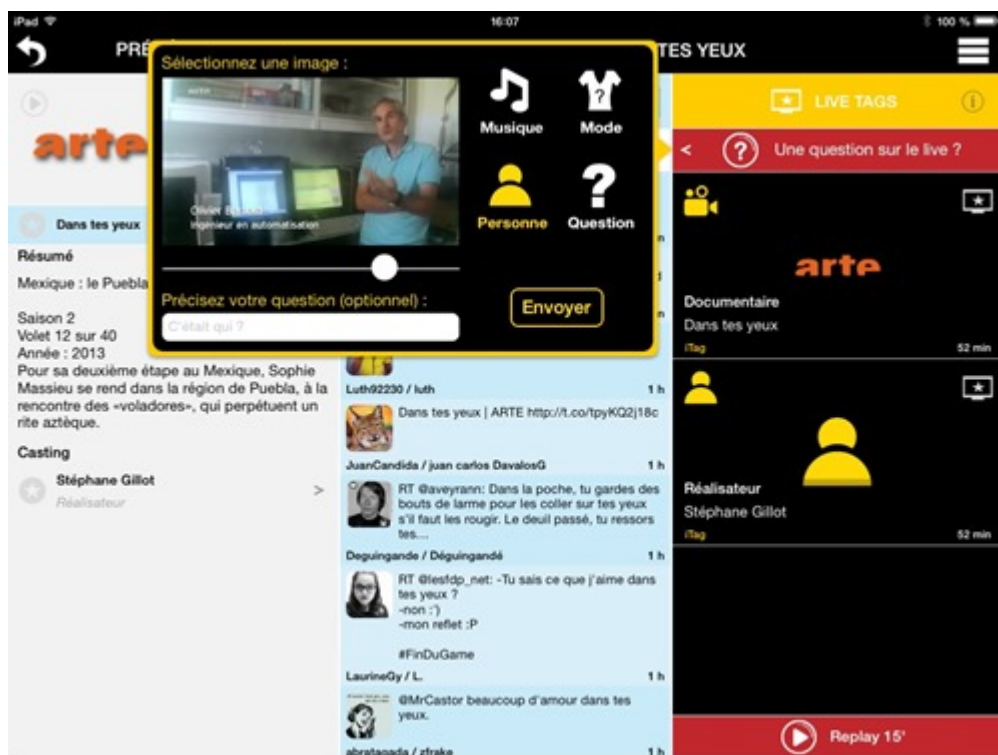 iPad
16:07
100 %
PRÉ
TES YEUX
Sélectionnez une image :
arte
Olivier
Ingénieur en automatisation
Musique
Mode
Personne
Question
Précisez votre question (optionnel) :
C'était qui ?
Envoyer
arte
Dans tes yeux
Résumé
Mexique : le Puebla
Saison 2
Volet 12 sur 40
Année : 2013
Pour sa deuxième étape au Mexique, Sophie
Massieu se rend dans la région de Puebla, à la
rencontre des «voladores», qui perpétuent un
rite aztèque.
Casting
Stéphane Gillot
Réalisateur
>
Luth92230 / luth
1 h
Dans tes yeux | ARTE http://t.co/tpyKQ2j18c
JuanCandida / juan carlos DavalosG
1 h
RT @aveyrann: Dans la poche, tu gardes des
bouts de larme pour les coller sur tes yeux
s'il faut les rougir. Le deuil passé, tu ressors
tes....
Deguingande / Déguingandé
1 h
RT @lesfdp_net: -Tu sais ce que j'aime dans
tes yeux ?
-non :')
-mon reflet :P
#FinDuGame
LaurineGy / L.
1 h
@MrCastor beaucoup d'amour dans tes
yeux.
abratagada / zfrake
1 h
LIVE TAGS
i
<
?
Une question sur le live ?
arte
Documentaire
Dans tes yeux
iTag
52 min
Réalisateur
Stéphane Gillot
iTag
52 min
Replay 15'